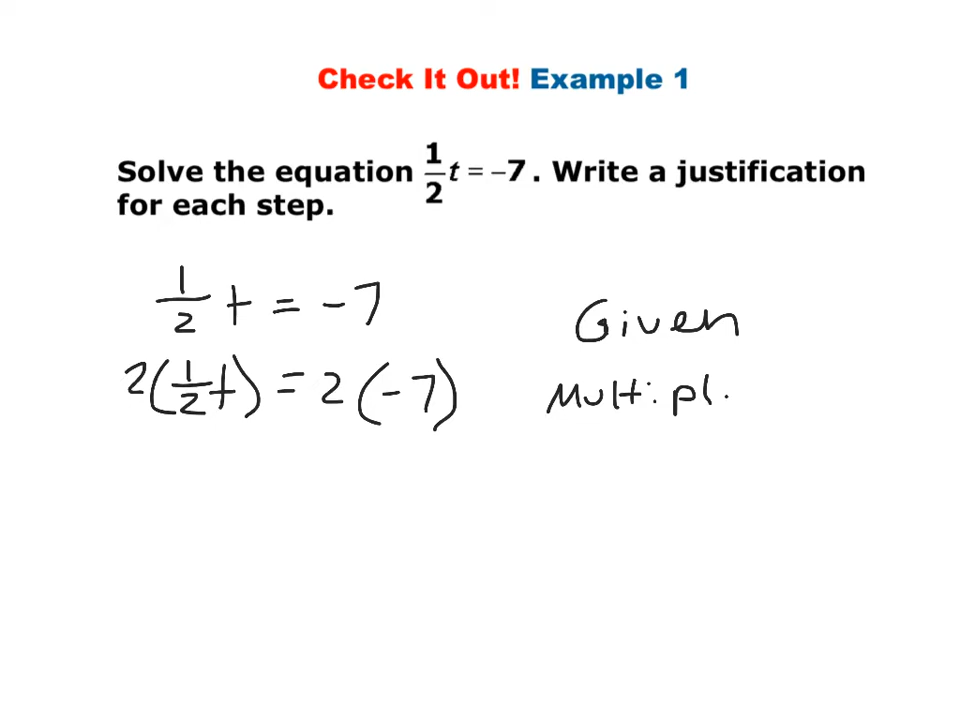 Check It Out! Example 1
Solve the equation 1/2 t = -7. Write a justification
for each step.
1/2 t = -7 Given
2(1/2 t) = 2(-7) Multipl.